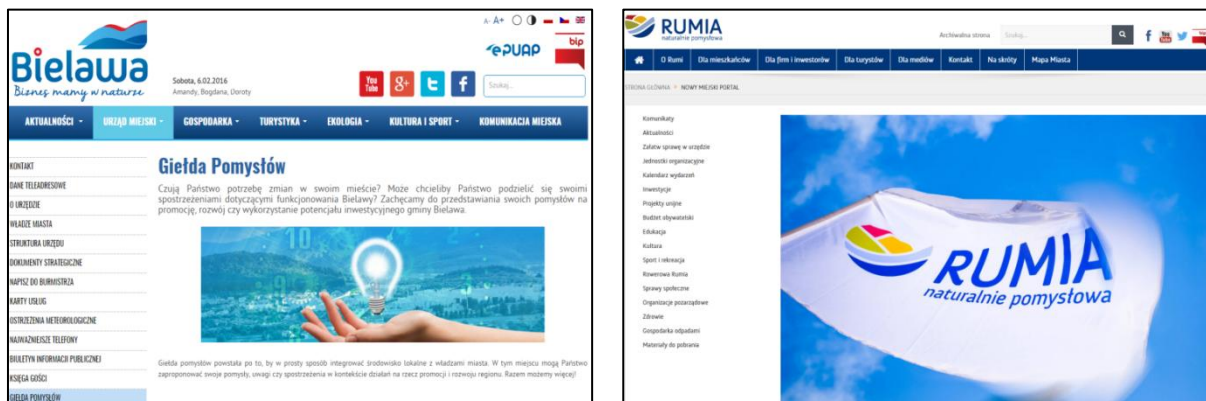 A- A+
ePUAP
bip
Bielawa
Biznes mamy w naturze
Sobota, 6.02.2016
Amandy, Bogdana, Doroty
You
Tube
g+
t
f
Szukaj...
AKTUALNOŚCI
URZĄD MIEJSKI
GOSPODARKA
TURYSTYKA
EKOLOGIA
KULTURA I SPORT
KOMUNIKACJA MIEJSKA
KONTAKT
DANE TELEADRESOWE
O URZĘDZIE
WŁADZE MIASTA
STRUKTURA URZĘDU
DOKUMENTY STRATEGICZNE
NAPISZ DO BURMISTRZA
KARTY USŁUG
OSTRZEŻENIA METEOROLOGICZNE
NAJWAŻNIEJSZE TELEFONY
BIULETYN INFORMACJI PUBLICZNEJ
KSIĘGA GOŚCI
GIEŁDA POMYSŁÓW
Giełda Pomysłów
Czują Państwo potrzebę zmian w swoim mieście? Może chcieliby Państwo podzielić się swoimi
spostrzeżeniami dotyczącymi funkcjonowania Bielawy? Zachęcamy do przedstawiania swoich pomysłów na
promocję, rozwój czy wykorzystanie potencjału inwestycyjnego gminy Bielawa.
10
Giełda pomysłów powstała po to, by w prosty sposób integrować środowisko lokalne z władzami miasta. W tym miejscu mogą Państwo
zaproponować swoje pomysły, uwagi czy spostrzeżenia w kontekście działań na rzecz promocji i rozwoju regionu. Razem możemy więcej!
RUMIA
naturalnie pomysłowa
Archiwalna strona
Szukaj...
f
You
Tube
O Rumi
Dla mieszkańców
Dla firm i inwestorów
Dla turystów
Dla mediów
Kontakt
Na skróty
Mapa Miasta
STRONA GŁÓWNA
NOWY MIEJSKI PORTAL
Komunikaty
Aktualności
Załatw sprawę w urzędzie
Jednostki organizacyjne
Kalendarz wydarzeń
Inwestycje
Projekty unijne
Budżet obywatelski
Edukacja
Kultura
Sport i rekreacja
Rowerowa Rumia
Sprawy społeczne
Organizacje pozarządowe
Zdrowie
Gospodarka odpadami
Materiały do pobrania
RUMIA
naturalnie pomysłowa